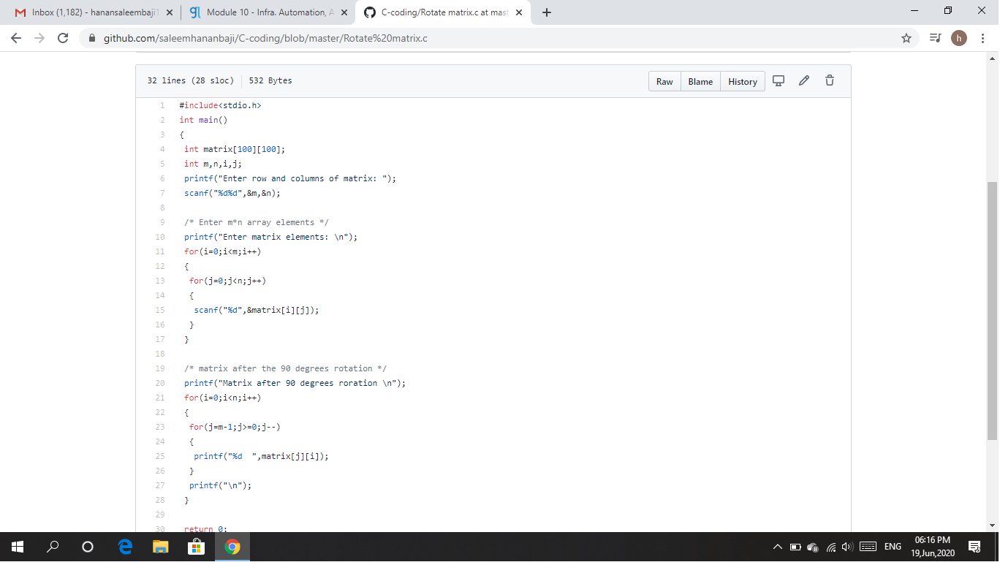 Inbox (1,182) - hanansaleembaji1
Module 10 - Infra. Automation, A
C-coding/Rotate matrix.c at mast
github.com/saleemhananbaji/C-coding/blob/master/Rotate%20matrix.c
h
32 lines (28 sloc) 532 Bytes
Raw Blame History
1 #include<stdio.h>
2 int main()
3 {
4 int matrix[100][100];
5 int m,n,i,j;
6 printf("Enter row and columns of matrix: ");
7 scanf("%d%d",&m,&n);
8
9 /* Enter m*n array elements */
10 printf("Enter matrix elements: \n");
11 for(i=0;i<m;i++)
12 {
13 for(j=0;j<n;j++)
14 {
15 scanf("%d",&matrix[i][j]);
16 }
17 }
18
19 /* matrix after the 90 degrees rotation */
20 printf("Matrix after 90 degrees roration \n");
21 for(i=0;i<n;i++)
22 {
23 for(j=m-1;j>=0;j--)
24 {
25 printf("%d  ",matrix[j][i]);
26 }
27 printf("\n");
28 }
29
30 return 0;
ENG
06:16 PM
19,Jun,2020